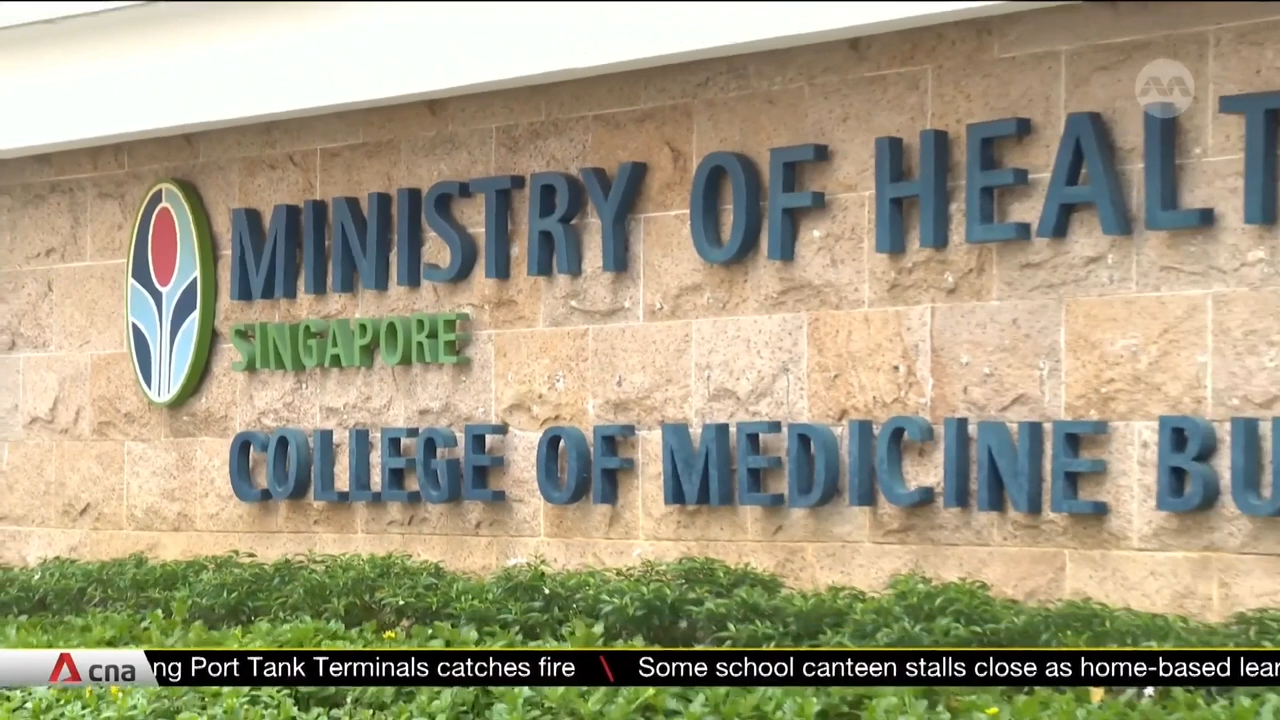 MINISTRY OF HEALT
SINGAPORE
COLLEGE OF MEDICINE BU
cna
ng Port Tank Terminals catches fire \ Some school canteen stalls close as home-based lear